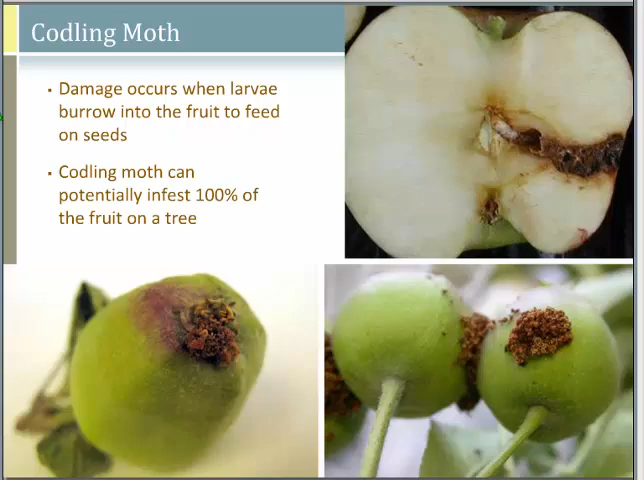 Codling Moth
▪ Damage occurs when larvae
burrow into the fruit to feed
on seeds
▪ Codling moth can
potentially infest 100% of
the fruit on a tree